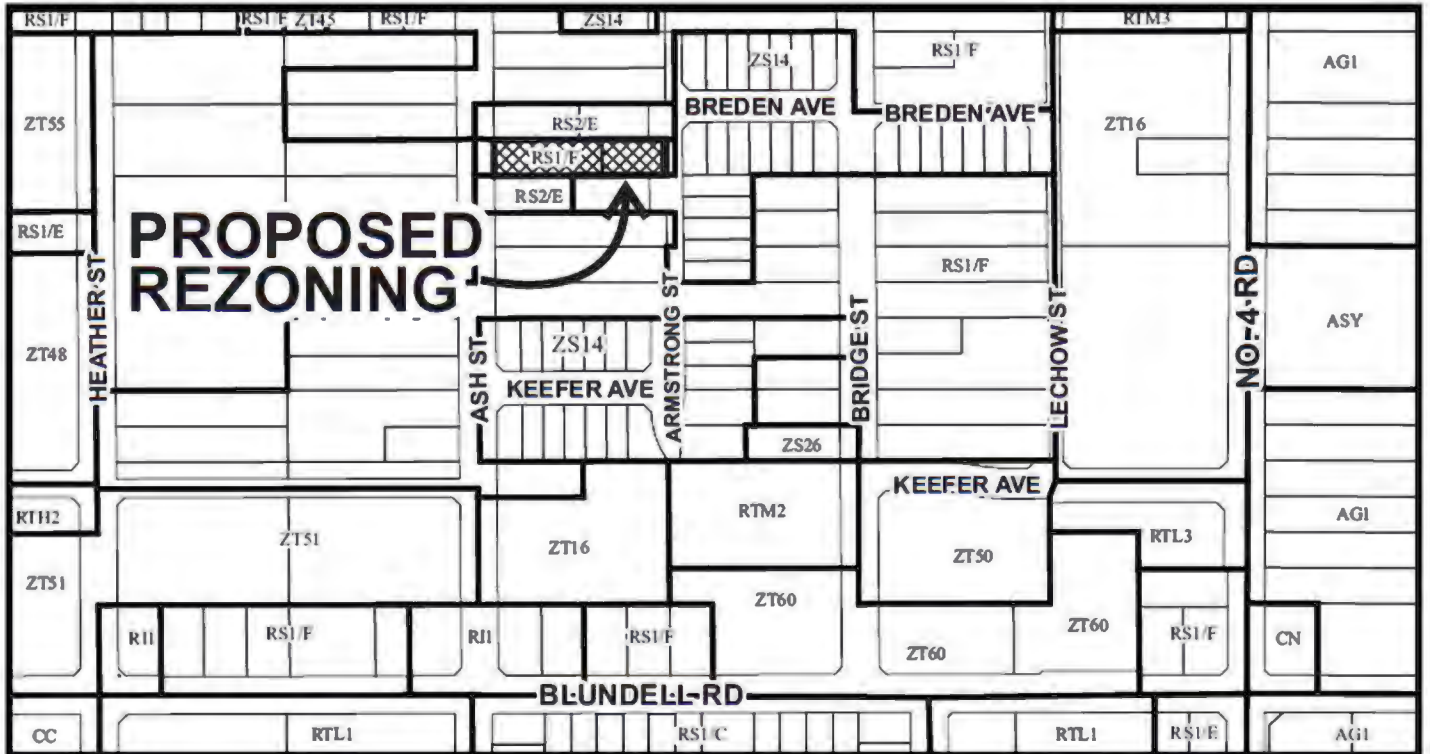 RS1/F RS1/F ZT45 RS1/F ZS14 RTM3
ZS14 RS1/F AG1
ZT55 BREDEN AVE BREDEN AVE ZT16
RS2/E
RS1/F
RS2/E
RS1/E
PROPOSED
REZONING
RS1/F
HEATHER ST
ASH ST
ARMSTRONG ST
BRIDGE ST
LECHOW ST
NO. 4 RD
ZT48 ZS14 ASY
KEEFER AVE
ZS26
KEEFER AVE
RTH2 ZT51 ZT16 RTM2 ZT50 RTL3 AG1
ZT51 ZT60
RI1 RS1/F RI1 RS1/F ZT60 ZT60 RS1/F CN
BLUNDELL RD
CC RTL1 RS1/C RTL1 RS1/E AG1